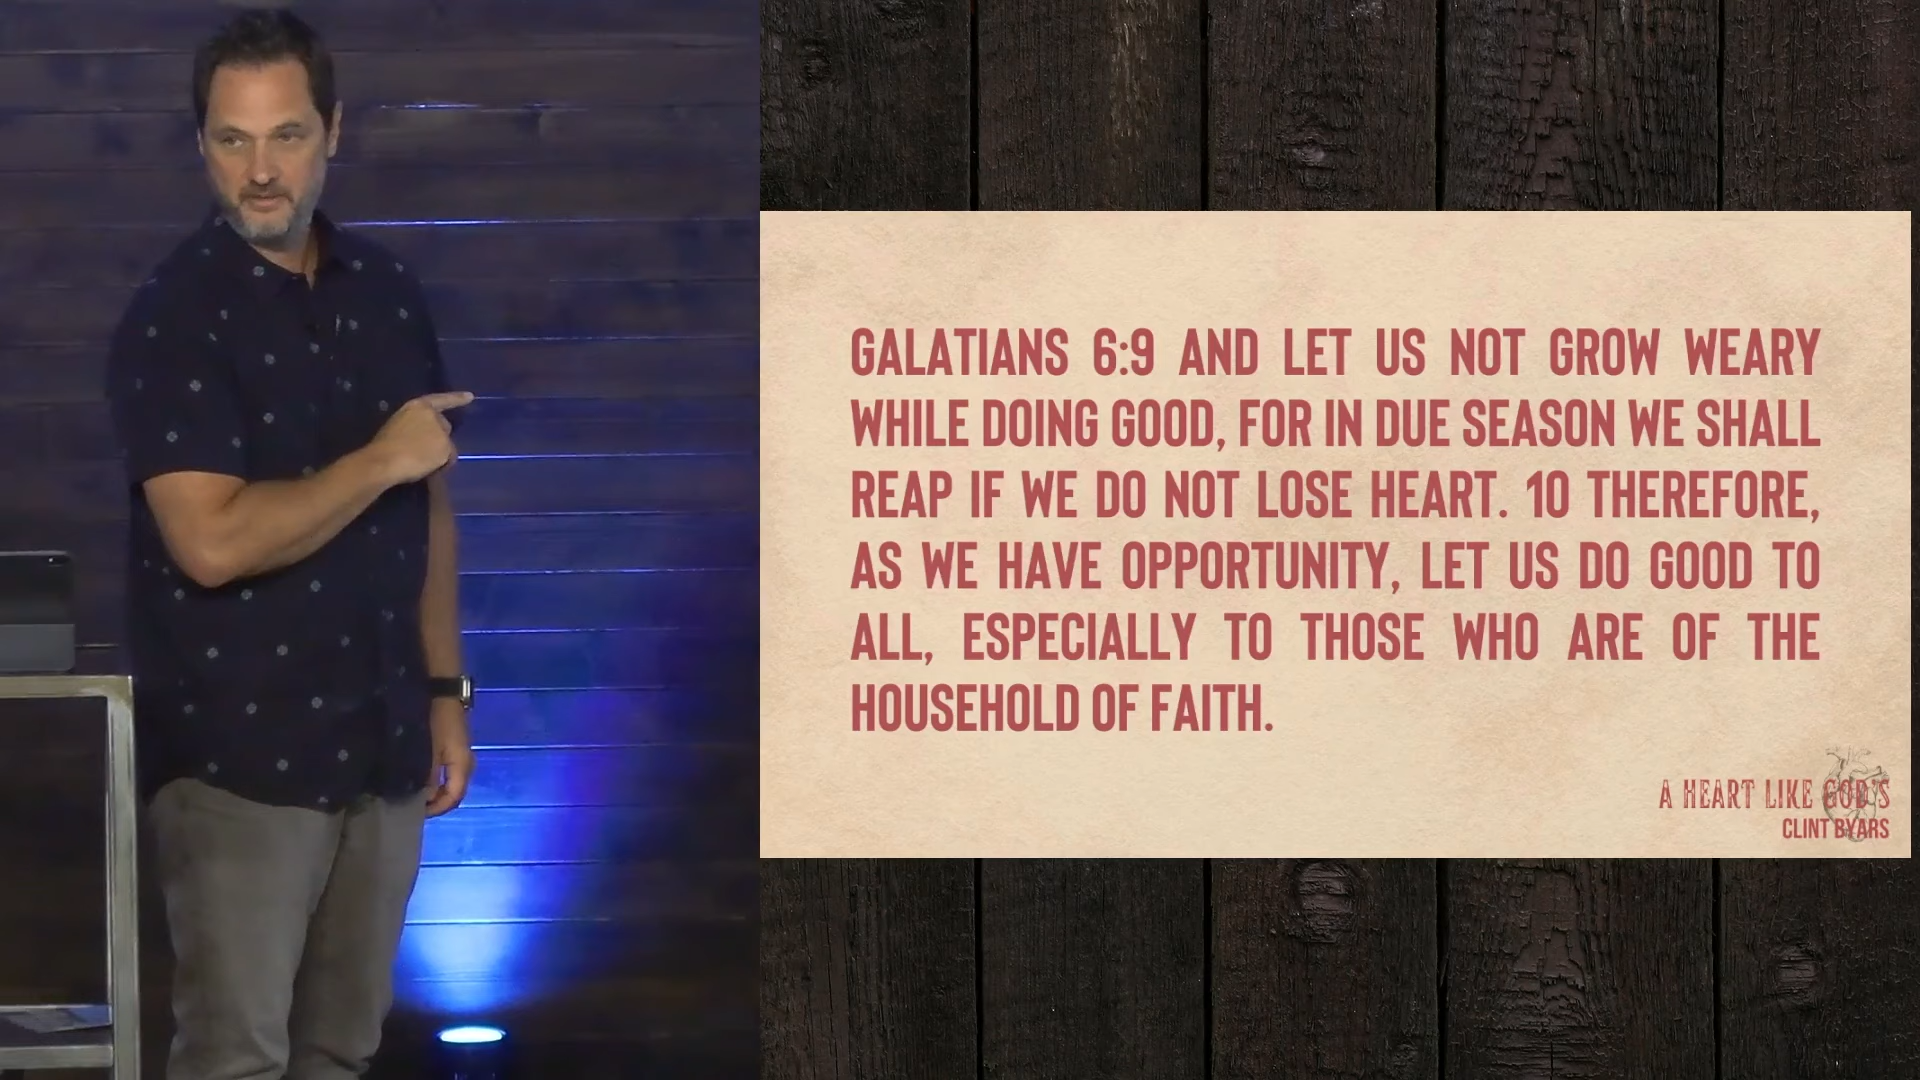 GALATIANS 6:9 AND LET US NOT GROW WEARY
WHILE DOING GOOD, FOR IN DUE SEASON WE SHALL
REAP IF WE DO NOT LOSE HEART. 10 THEREFORE,
AS WE HAVE OPPORTUNITY, LET US DO GOOD TO
ALL, ESPECIALLY TO THOSE WHO ARE OF THE
HOUSEHOLD OF FAITH.
A HEART LIKE GOD'S
CLINT BYARS